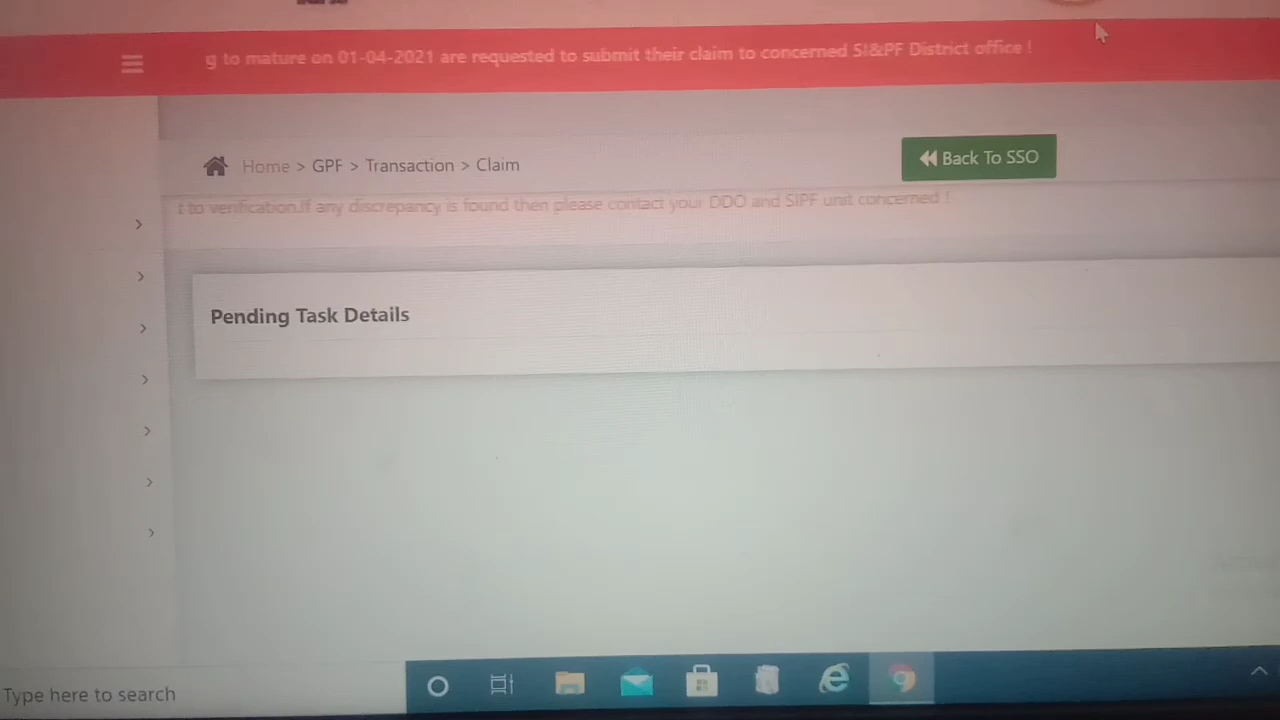 g to mature on 01-04-2021 are requested to submit their claim to concerned SI&PF District office !
Home > GPF > Transaction > Claim
Back To SSO
t to verification.If any discrepancy is found then please contact your DDO and SIPF unit concerned !
Pending Task Details
Type here to search